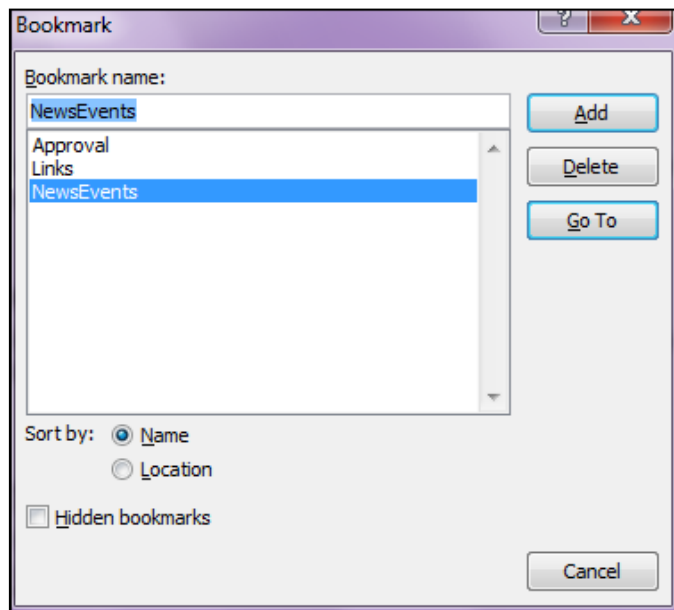 Bookmark
?
X
Bookmark name:
NewsEvents
Add
Approval
Links
NewsEvents
Delete
Go To
Sort by: Name
Location
Hidden bookmarks
Cancel